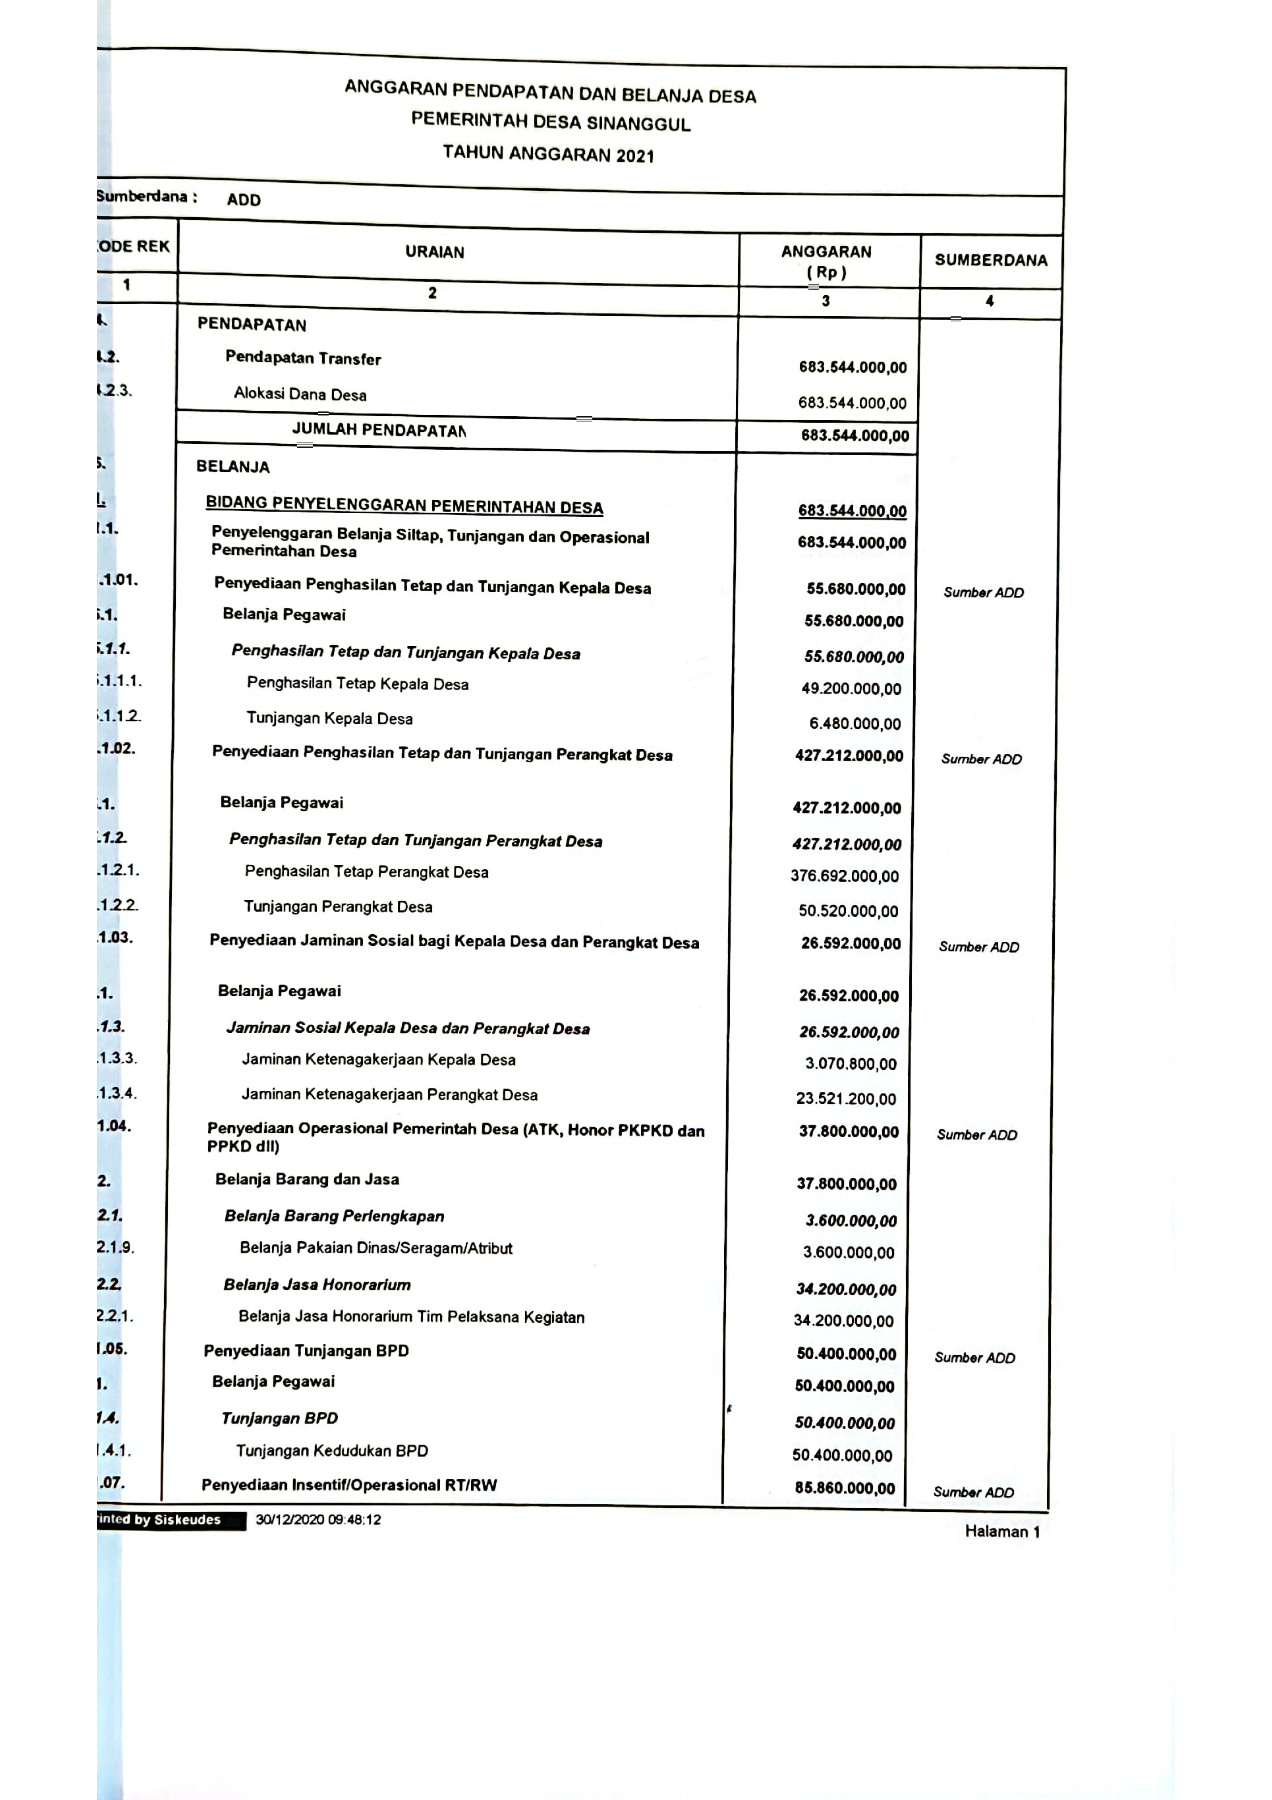 ANGGARAN PENDAPATAN DAN BELANJA DESA
PEMERINTAH DESA SINANGGUL
TAHUN ANGGARAN 2021
Sumberdana : ADD
ODE REK URAIAN ANGGARAN ( Rp ) SUMBERDANA
1 2 3 4
PENDAPATAN
.2. Pendapatan Transfer 683.544.000,00
.2.3. Alokasi Dana Desa 683.544.000,00
JUMLAH PENDAPATAN 683.544.000,00
BELANJA
BIDANG PENYELENGGARAN PEMERINTAHAN DESA 683.544.000,00
.1. Penyelenggaran Belanja Siltap, Tunjangan dan Operasional 683.544.000,00
Pemerintahan Desa
.1.01. Penyediaan Penghasilan Tetap dan Tunjangan Kepala Desa 55.680.000,00 Sumber ADD
.1. Belanja Pegawai 55.680.000,00
.1.1. Penghasilan Tetap dan Tunjangan Kepala Desa 55.680.000,00
.1.1.1. Penghasilan Tetap Kepala Desa 49.200.000,00
.1.1.2. Tunjangan Kepala Desa 6.480.000,00
.1.02. Penyediaan Penghasilan Tetap dan Tunjangan Perangkat Desa 427.212.000,00 Sumber ADD
.1. Belanja Pegawai 427.212.000,00
.1.2. Penghasilan Tetap dan Tunjangan Perangkat Desa 427.212.000,00
.1.2.1. Penghasilan Tetap Perangkat Desa 376.692.000,00
.1.2.2. Tunjangan Perangkat Desa 50.520.000,00
1.03. Penyediaan Jaminan Sosial bagi Kepala Desa dan Perangkat Desa 26.592.000,00 Sumber ADD
.1. Belanja Pegawai 26.592.000,00
.1.3. Jaminan Sosial Kepala Desa dan Perangkat Desa 26.592.000,00
.1.3.3. Jaminan Ketenagakerjaan Kepala Desa 3.070.800,00
.1.3.4. Jaminan Ketenagakerjaan Perangkat Desa 23.521.200,00
1.04. Penyediaan Operasional Pemerintah Desa (ATK, Honor PKPKD dan 37.800.000,00 Sumber ADD
PPKD dll)
2. Belanja Barang dan Jasa 37.800.000,00
2.1. Belanja Barang Perlengkapan 3.600.000,00
2.1.9. Belanja Pakaian Dinas/Seragam/Atribut 3.600.000,00
2.2. Belanja Jasa Honorarium 34.200.000,00
2.2.1. Belanja Jasa Honorarium Tim Pelaksana Kegiatan 34.200.000,00
1.05. Penyediaan Tunjangan BPD 50.400.000,00 Sumber ADD
1. Belanja Pegawai 50.400.000,00
1.4. Tunjangan BPD 50.400.000,00
.4.1. Tunjangan Kedudukan BPD 50.400.000,00
.07. Penyediaan Insentif/Operasional RT/RW 85.860.000,00 Sumber ADD
inted by Siskeudes 30/12/2020 09:48:12
Halaman 1